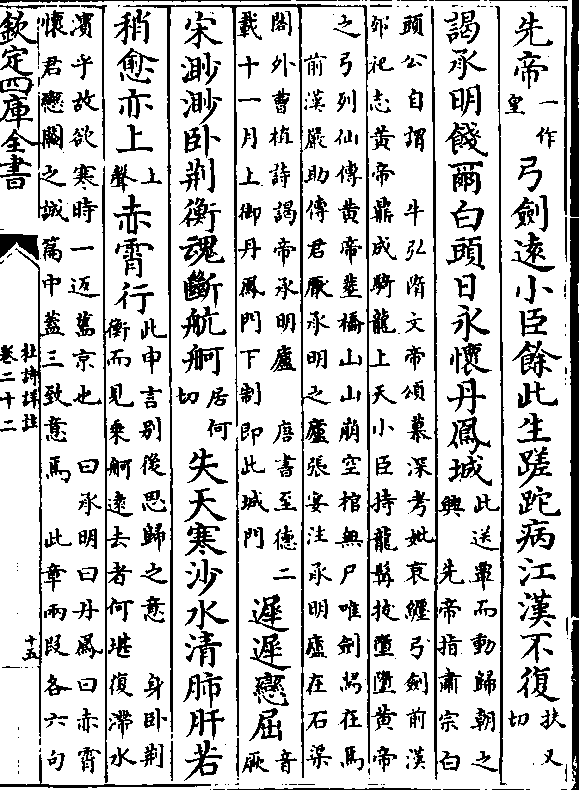 先帝一作皇弓劍遠小臣餘此生蹉跎病江漢不復扶又切
謁承明餞爾白頭日永懷丹鳳城此送覃而動歸朝之興 先帝指肅宗白
頭公自謂 牛弘隋文帝頌慕深考妣哀纏弓劍前漢
郊祀志黃帝鼎成騎龍上天小臣持龍髯拔墮墮黃帝
之弓列仙傳黃帝塟橋山山崩空棺無尸唯劍舄在焉
前漢嚴助傳君厭承明之廬張晏注承明廬在石梁
閣外曹植詩謁帝承明廬 唐書至德二
載十一月上御丹鳳門下制即此城門
遲遲戀屈音厥
宋渺渺卧荆衡魂斷航舸居何切失天寒沙水清肺肝若
稍愈亦上上聲赤霄行此申言别後思歸之意 身卧荆衡而見乗舸遠去者何堪復滯水
濱乎故欲寒時一返舊京也 曰承明曰丹鳳曰赤霄
懷君戀闕之誠篇中蓋三致意焉 此章兩段各六句
欽定四庫全書
杜詩詳註
卷二十二
十五